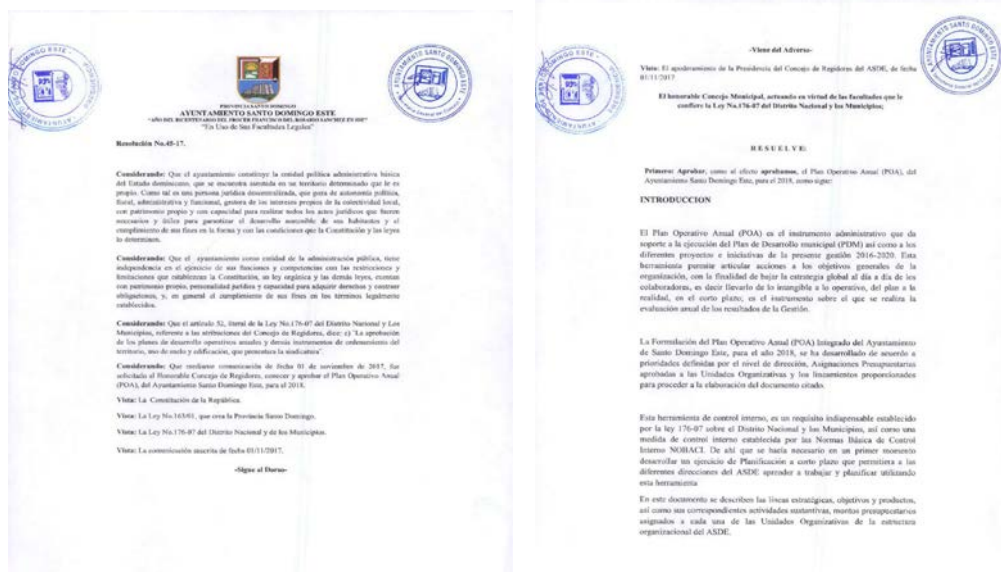 PROVINCIA SANTO DOMINGO
AYUNTAMIENTO SANTO DOMINGO ESTE
"AÑO DEL BICENTENARIO DEL PROCER FRANCISCO DEL ROSARIO SANCHEZ EN SDE"
"En Uso de Sus Facultades Legales"
Resolución No.45-17.
Considerando: Que el ayuntamiento constituye la entidad política administrativa básica
del Estado dominicano, que se encuentra asentada en un territorio determinado que le es
propio. Como tal es una persona jurídica descentralizada, que goza de autonomía política,
fiscal, administrativa y funcional, gestora de los intereses propios de la colectividad local,
con patrimonio propio y con capacidad para realizar todos los actos jurídicos que fueren
necesarios y útiles para garantizar el desarrollo sostenible de sus habitantes y el
cumplimiento de sus fines en la forma y con las condiciones que la Constitución y las leyes
lo determinen.
Considerando: Que el ayuntamiento como entidad de la administración pública, tiene
independencia en el ejercicio de sus funciones y competencias con las restricciones y
limitaciones que establezcan la Constitución, su ley orgánica y las demás leyes, cuentan
con patrimonio propio, personalidad jurídica y capacidad para adquirir derechos y contraer
obligaciones, y, en general el cumplimiento de sus fines en los términos legalmente
establecidos.
Considerando: Que el artículo 52, literal de la Ley No.176-07 del Distrito Nacional y Los
Municipios, referente a las atribuciones del Concejo de Regidores, dice: c) "La aprobación
de los planes de desarrollo operativos anuales y demás instrumentos de ordenamiento del
territorio, uso de suelo y edificación, que presentara la sindicatura".
Considerando: Que mediante comunicación de fecha 01 de noviembre de 2017, fue
solicitado al Honorable Concejo de Regidores, conocer y aprobar el Plan Operativo Anual
(POA), del Ayuntamiento Santo Domingo Este, para el 2018.
Vista: La Constitución de la República.
Vista: La Ley No.163/01, que crea la Provincia Santo Domingo.
Vista: La Ley No.176-07 del Distrito Nacional y de los Municipios.
Vista: La comunicación suscrita de fecha 01/11/2017.
-Sigue al Dorso-
-Viene del Adverso-
Visto: El apoderamiento de la Presidencia del Concejo de Regidores del ASDE, de fecha
01/11/2017
El honorable Concejo Municipal, actuando en virtud de las facultades que le
confiere la Ley No.176-07 del Distrito Nacional y los Municipios;
RESUELVE:
Primero: Aprobar, como al efecto aprobamos, el Plan Operativo Anual (POA), del
Ayuntamiento Santo Domingo Este, para el 2018, como sigue:
INTRODUCCION
El Plan Operativo Anual (POA) es el instrumento administrativo que da
soporte a la ejecución del Plan de Desarrollo municipal (PDM) así como a los
diferentes proyectos e iniciativas de la presente gestión 2016-2020. Esta
herramienta permite articular acciones a los objetivos generales de la
organización, con la finalidad de bajar la estrategia global al día a día de los
colaboradores, es decir llevarlo de lo intangible a lo operativo, del plan a la
realidad, en el corto plazo, es el instrumento sobre el que se realiza la
evaluación anual de los resultados de la Gestión.
La Formulación del Plan Operativo Anual (POA) Integrado del Ayuntamiento
de Santo Domingo Este, para el año 2018, se ha desarrollado de acuerdo a
prioridades definidas por el nivel de dirección, Asignaciones Presupuestarias
aprobadas a las Unidades Organizativas y los lineamientos proporcionados
para proceder a la elaboración del documento citado.
Esta herramienta de control interno, es un requisito indispensable establecido
por la ley 176-07 sobre el Distrito Nacional y los Municipios, así como una
medida de control interno establecida por las Normas Básica de Control
Interno NOBACI. De ahí que se hacía necesario en un primer momento
desarrollar un ejercicio de Planificación a corto plazo que permitiera a las
diferentes direcciones del ASDE aprender a trabajar y planificar utilizando
esta herramienta
En este documento se describen las líneas estratégicas, objetivos y productos,
así como sus correspondientes actividades sustantivas, montos presupuestarios
asignados a cada una de las Unidades Organizativas de la estructura
organizacional del ASDE.